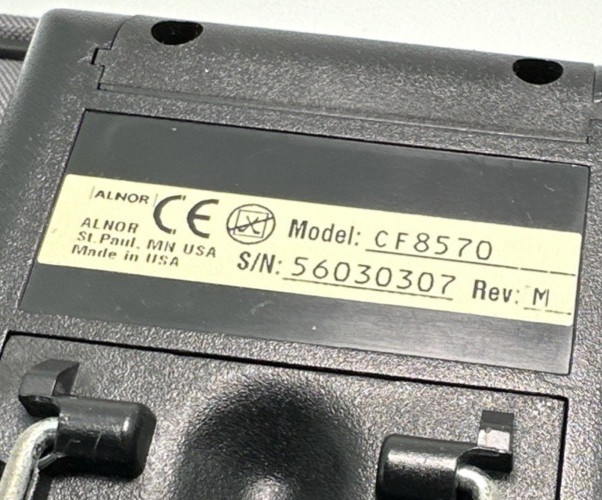 ALNOR CE Model: CF8570
ALNOR
St. Paul, MN USA
Made in USA
S/N: 56030307 Rev: M